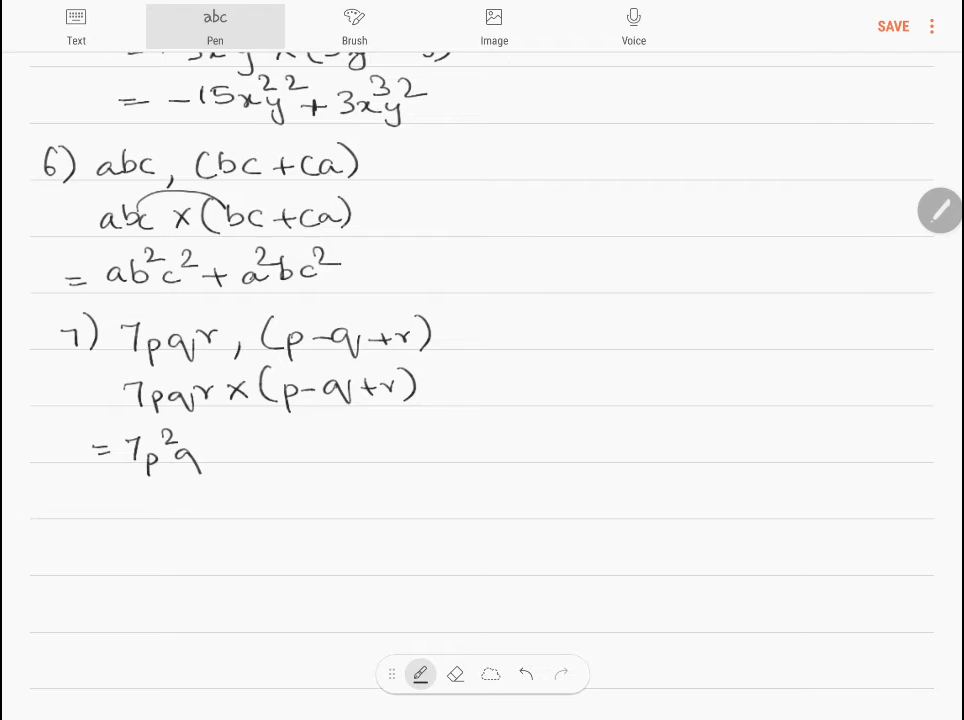 Text abc Pen Brush Image Voice SAVE
= -15xy²² + 3x³y²
6) abc, (bc + ca)
abc × (bc + ca)
= ab²c² + a²bc²
7) 7pqr, (p - q + r)
7pqr × (p - q + r)
= 7p²q